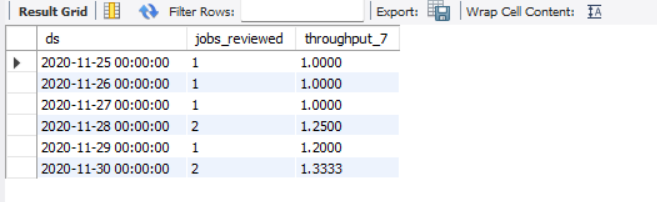 Result Grid Filter Rows: Export: Wrap Cell Content: IA
ds jobs_reviewed throughput_7
2020-11-25 00:00:00 1 1.0000
2020-11-26 00:00:00 1 1.0000
2020-11-27 00:00:00 1 1.0000
2020-11-28 00:00:00 2 1.2500
2020-11-29 00:00:00 1 1.2000
2020-11-30 00:00:00 2 1.3333